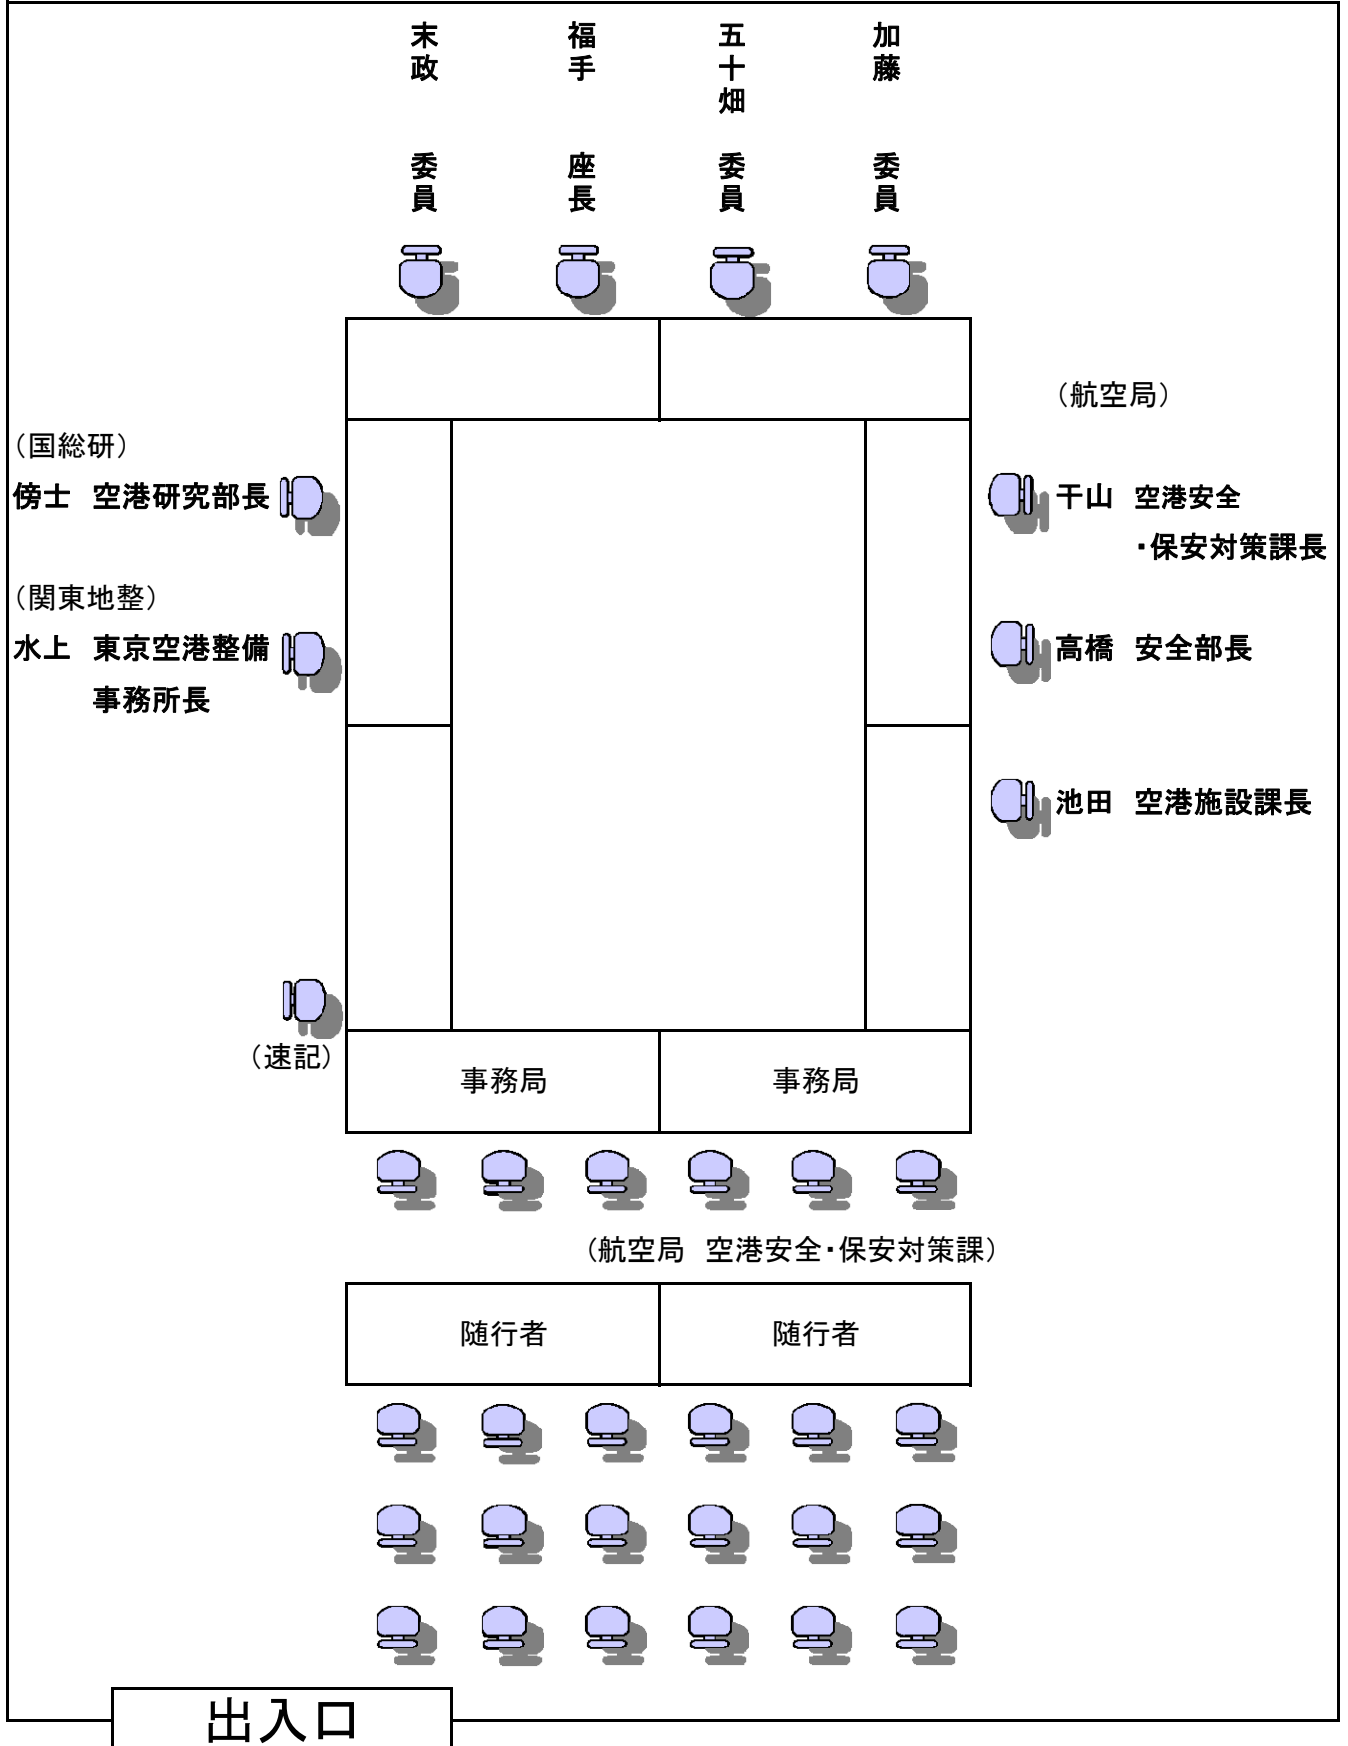 末政 委員
福手 座長
五十畑 委員
加藤 委員
（航空局）
（国総研）
傍士 空港研究部長
干山 空港安全
・保安対策課長
（関東地整）
水上 東京空港整備
事務所長
高橋 安全部長
池田 空港施設課長
（速記）
事務局
事務局
（航空局 空港安全・保安対策課）
随行者
随行者
出入口